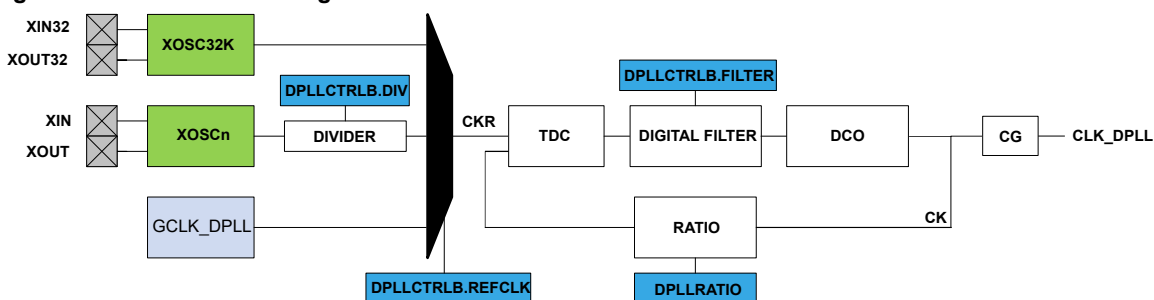 XIN32
XOUT32
XOSC32K
DPLLCTRLB.DIV
DPLLCTRLB.FILTER
XIN
XOUT
XOSCn
DIVIDER
CKR
TDC
DIGITAL FILTER
DCO
CG
CLK_DPLL
GCLK_DPLL
RATIO
CK
DPLLCTRLB.REFCLK
DPLLRATIO